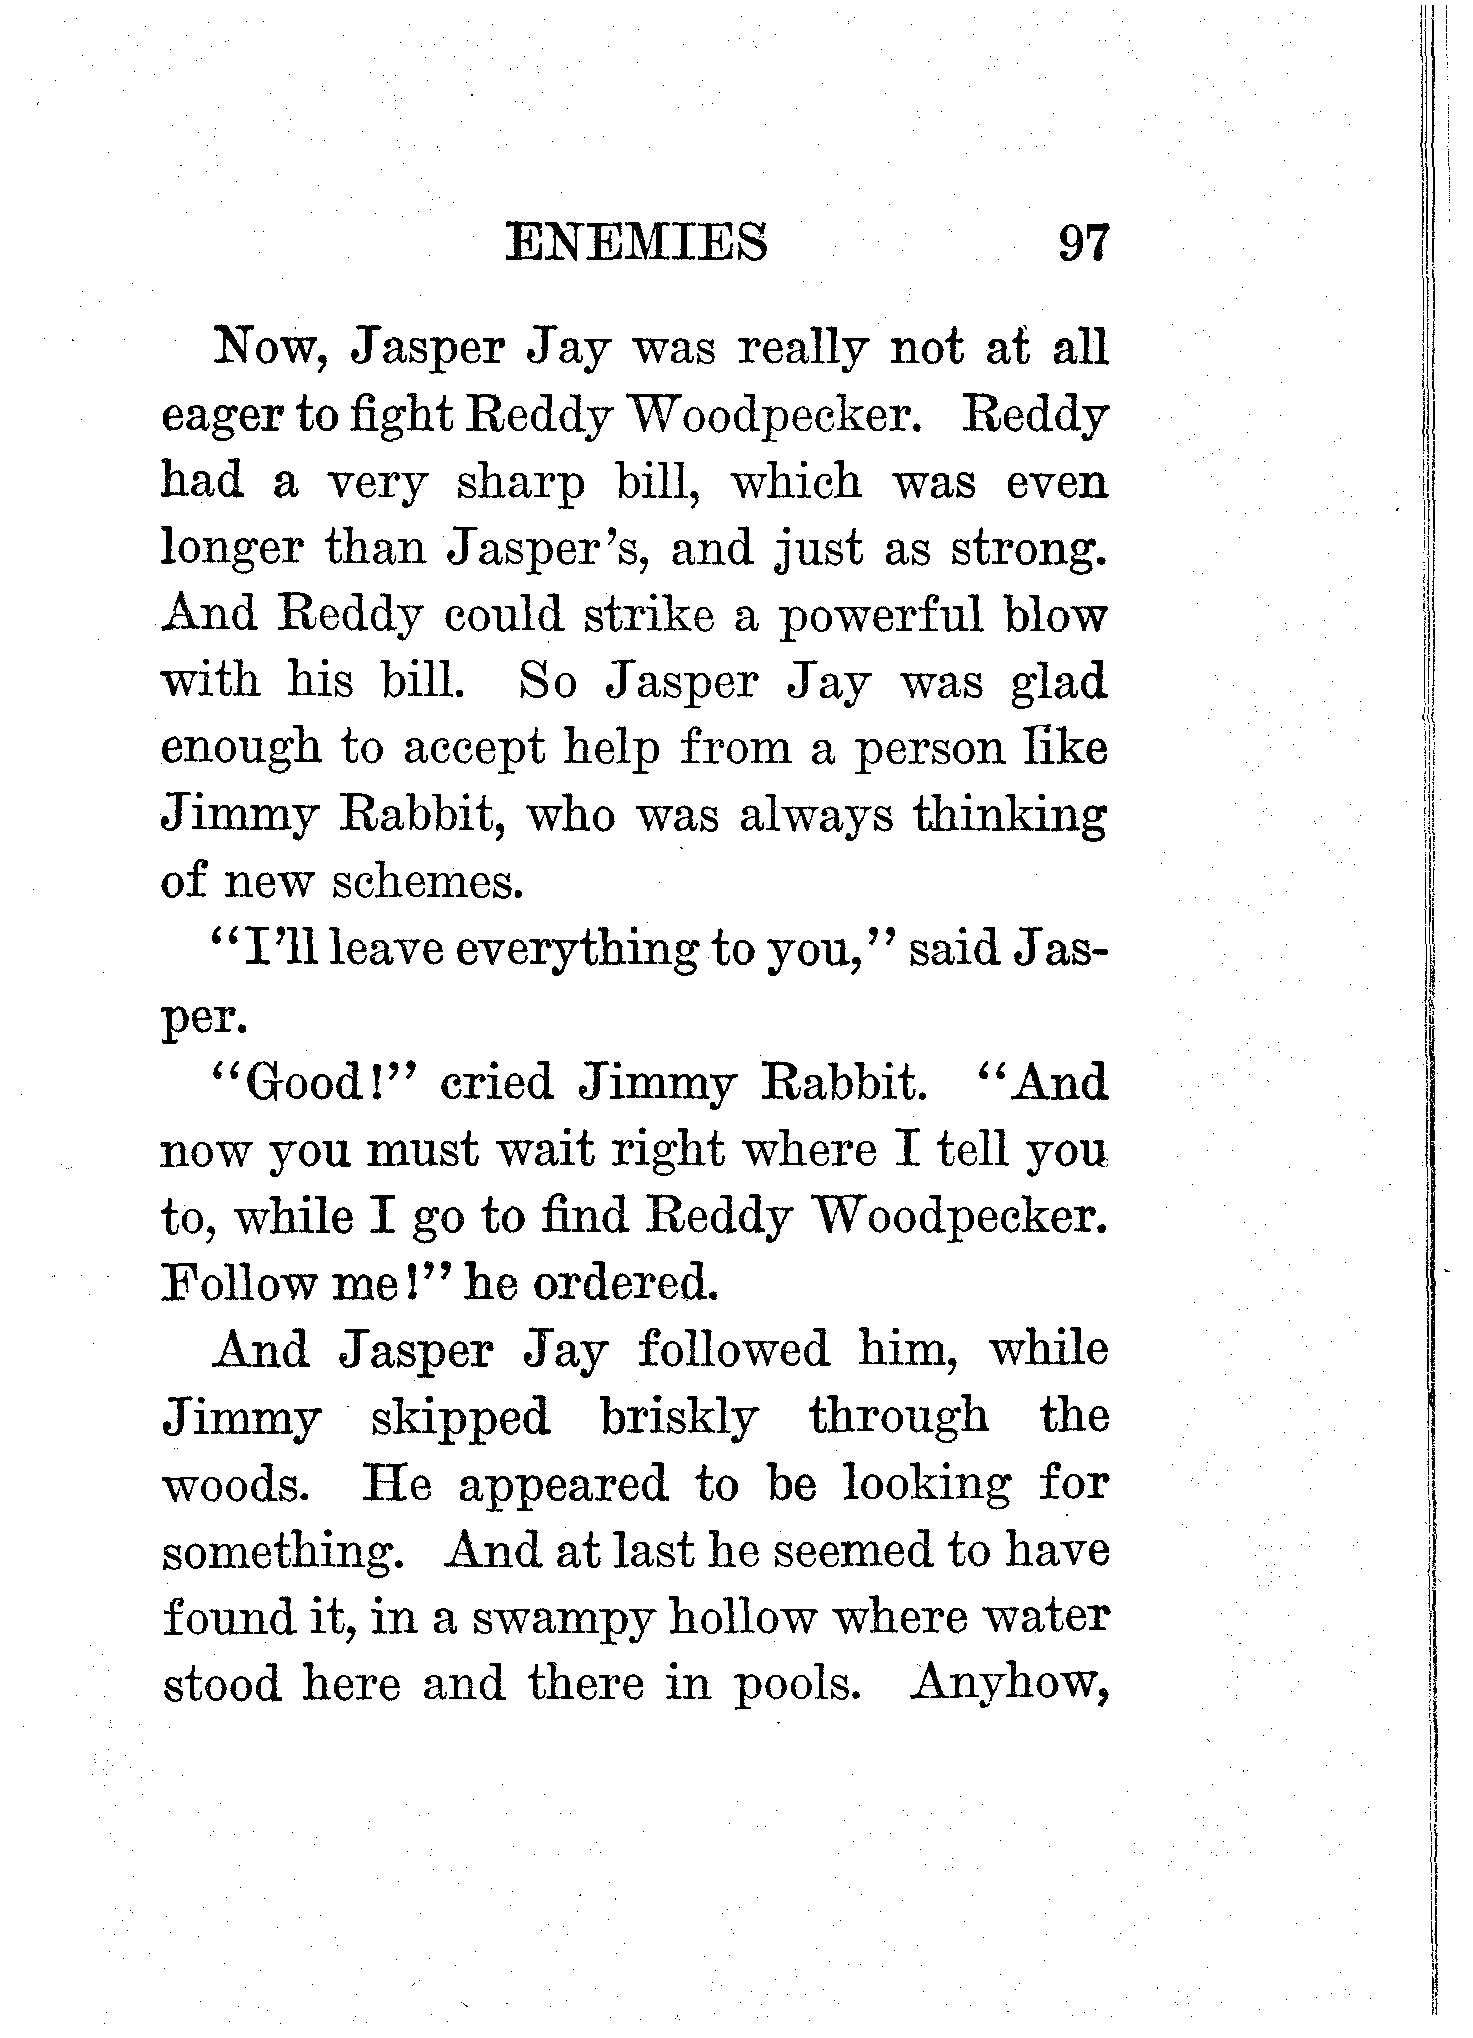 ENEMIES 97
Now, Jasper Jay was really not at all
eager to fight Reddy Woodpecker. Reddy
had a very sharp bill, which was even
longer than Jasper's, and just as strong.
And Reddy could strike a powerful blow
with his bill. So Jasper Jay was glad
enough to accept help from a person like
Jimmy Rabbit, who was always thinking
of new schemes.
"I'll leave everything to you," said Jas-
per.
"Good!" cried Jimmy Rabbit. "And
now you must wait right where I tell you
to, while I go to find Reddy Woodpecker.
Follow me!" he ordered.
And Jasper Jay followed him, while
Jimmy skipped briskly through the
woods. He appeared to be looking for
something. And at last he seemed to have
found it, in a swampy hollow where water
stood here and there in pools. Anyhow,